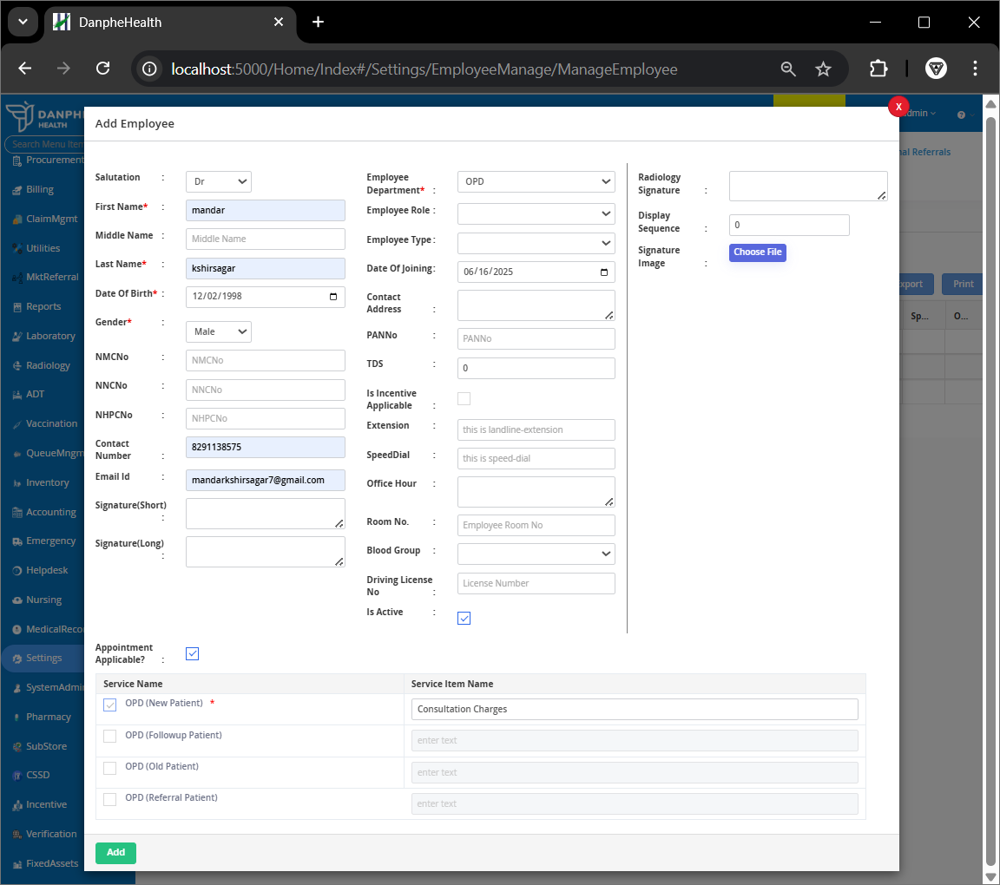 DanpheHealth
localhost:5000/Home/Index#/Settings/EmployeeManage/ManageEmployee
DANPHE
HEALTH
Search Menu Item
Procurement
Billing
ClaimMgmt
Utilities
MktReferral
Reports
Laboratory
Radiology
ADT
Vaccination
QueueMngm
Inventory
Accounting
Emergency
Helpdesk
Nursing
MedicalReco
Settings
SystemAdmin
Pharmacy
SubStore
CSSD
Incentive
Verification
FixedAssets
dmin
nal Referrals
xport
Print
Sp...
O...
X
Add Employee
Salutation :
Dr
First Name* :
mandar
Middle Name :
Middle Name
Last Name* :
kshirsagar
Date Of Birth* :
12/02/1998
Gender* :
Male
NMCNo :
NMCNo
NNCNo :
NNCNo
NHPCNo :
NHPCNo
Contact
Number :
8291138575
Email Id :
mandarkshirsagar7@gmail.com
Signature(Short)
:
Signature(Long)
:
Employee
Department* :
OPD
Employee Role :
Employee Type :
Date Of Joining :
06/16/2025
Contact
Address :
PANNo :
PANNo
TDS :
0
Is Incentive
Applicable :
Extension :
this is landline-extension
SpeedDial :
this is speed-dial
Office Hour :
Room No. :
Employee Room No
Blood Group :
Driving License
No :
License Number
Is Active :
Radiology
Signature :
Display
Sequence :
0
Signature
Image :
Choose File
Appointment
Applicable? :
Service Name
Service Item Name
OPD (New Patient) *
Consultation Charges
OPD (Followup Patient)
enter text
OPD (Old Patient)
enter text
OPD (Referral Patient)
enter text
Add